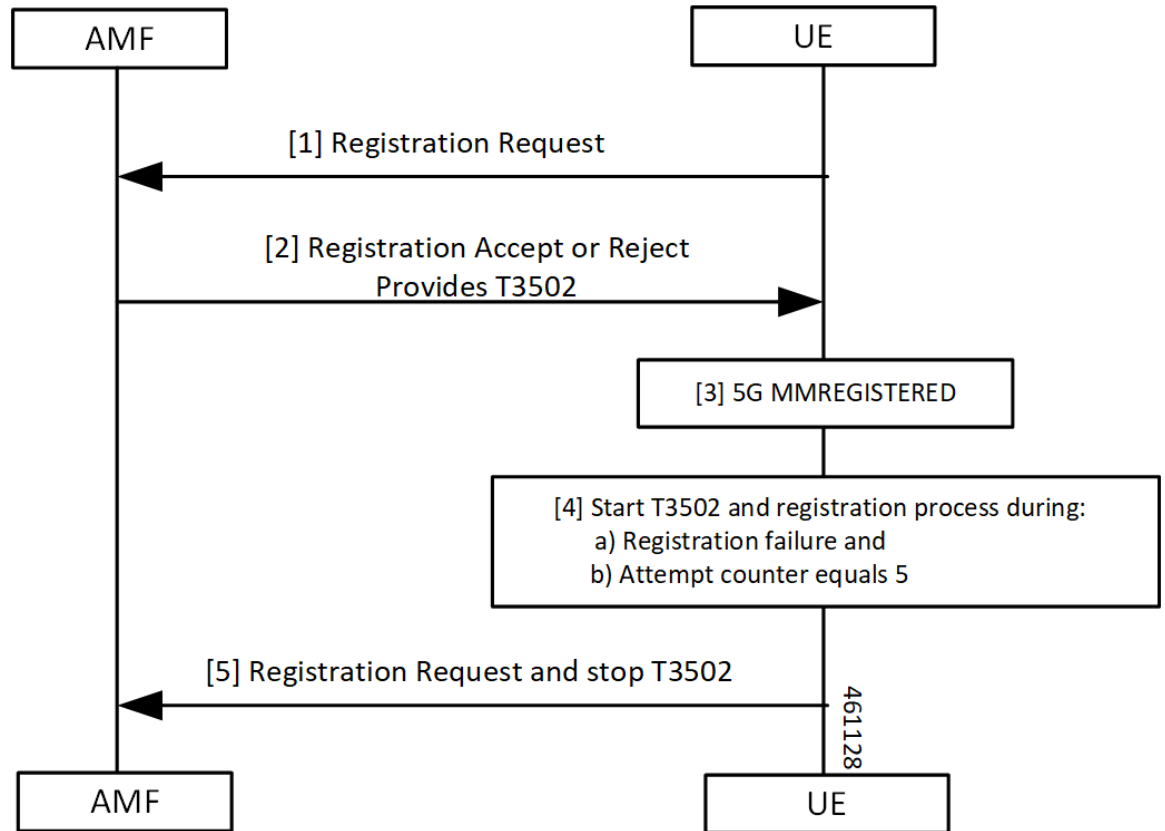 AMF
UE
[1] Registration Request
[2] Registration Accept or Reject
Provides T3502
[3] 5G MMREGISTERED
[4] Start T3502 and registration process during:
a) Registration failure and
b) Attempt counter equals 5
[5] Registration Request and stop T3502
461128
AMF
UE